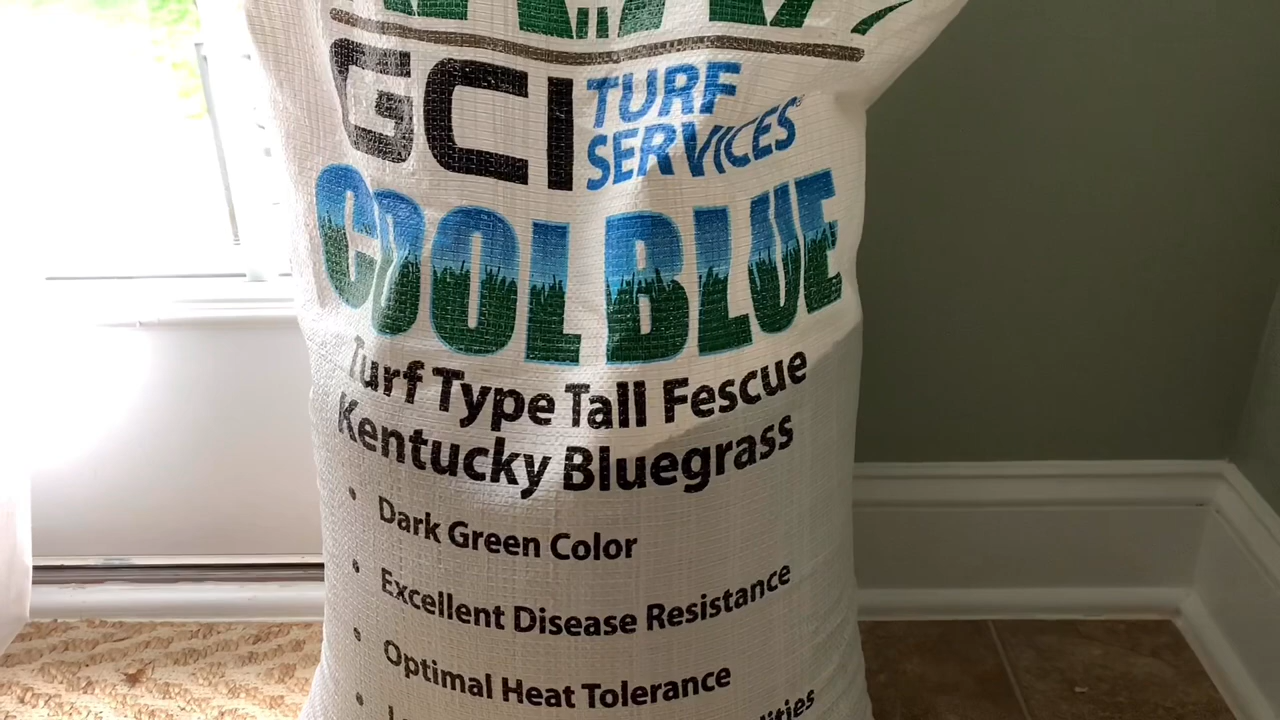 GCI TURF SERVICES
COOL BLUE
Turf Type Tall Fescue
Kentucky Bluegrass
• Dark Green Color
• Excellent Disease Resistance
• Optimal Heat Tolerance